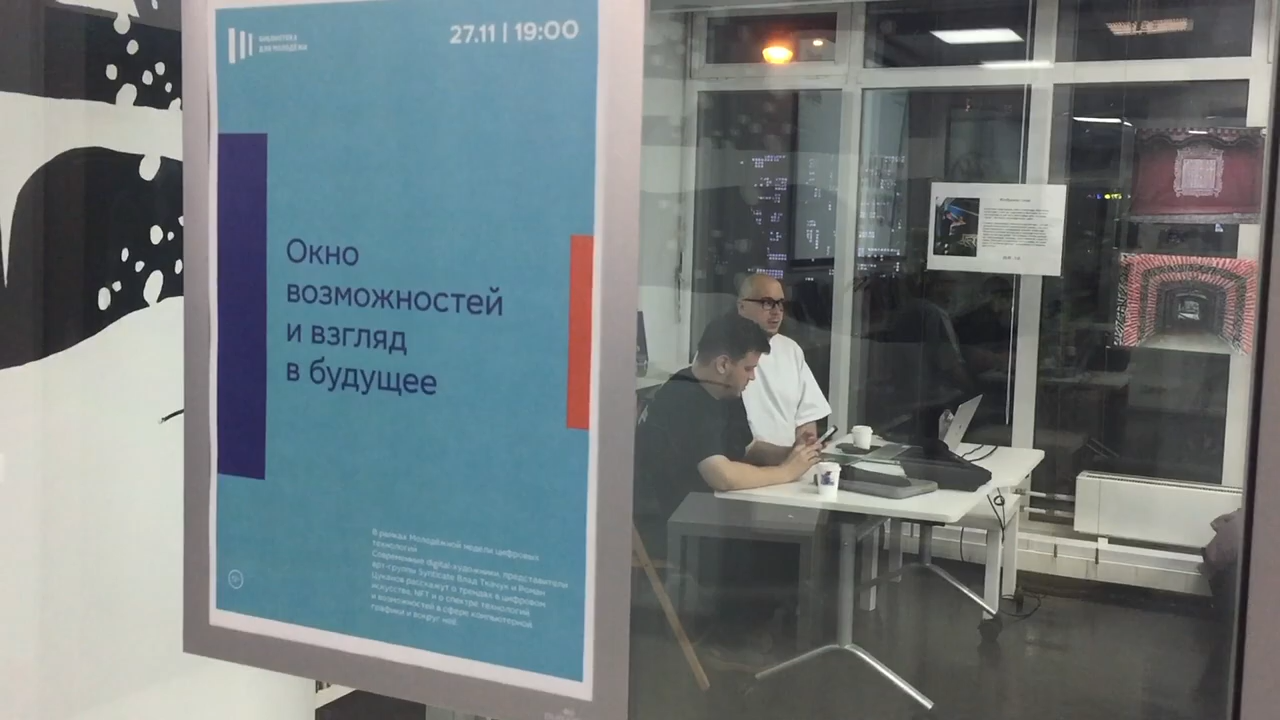 БИБЛИОТЕКА
ДЛЯ МОЛОДЁЖИ
27.11 | 19:00
Окно
возможностей
и взгляд
в будущее
В рамках Молодёжной недели цифровых
технологий
Современные digital-художники, представители
арт-группы Synticate Влад Ткачук и Роман
Цуканов расскажут о трендах в цифровом
искусстве, NFT и о спектре технологий
и возможностей в сфере компьютерной
графики и вокруг неё.